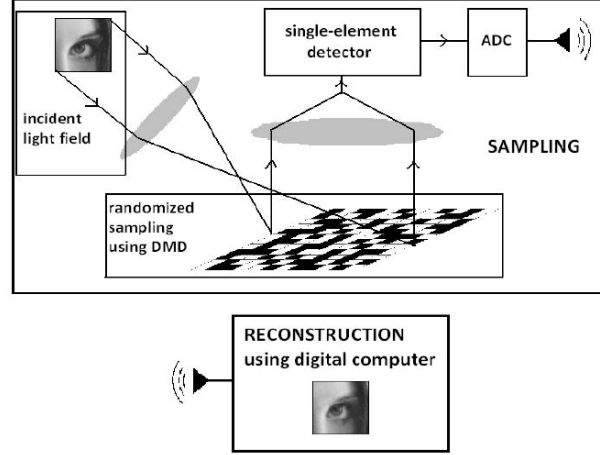 incident
light field
single-element
detector
ADC
SAMPLING
randomized
sampling
using DMD
RECONSTRUCTION
using digital computer